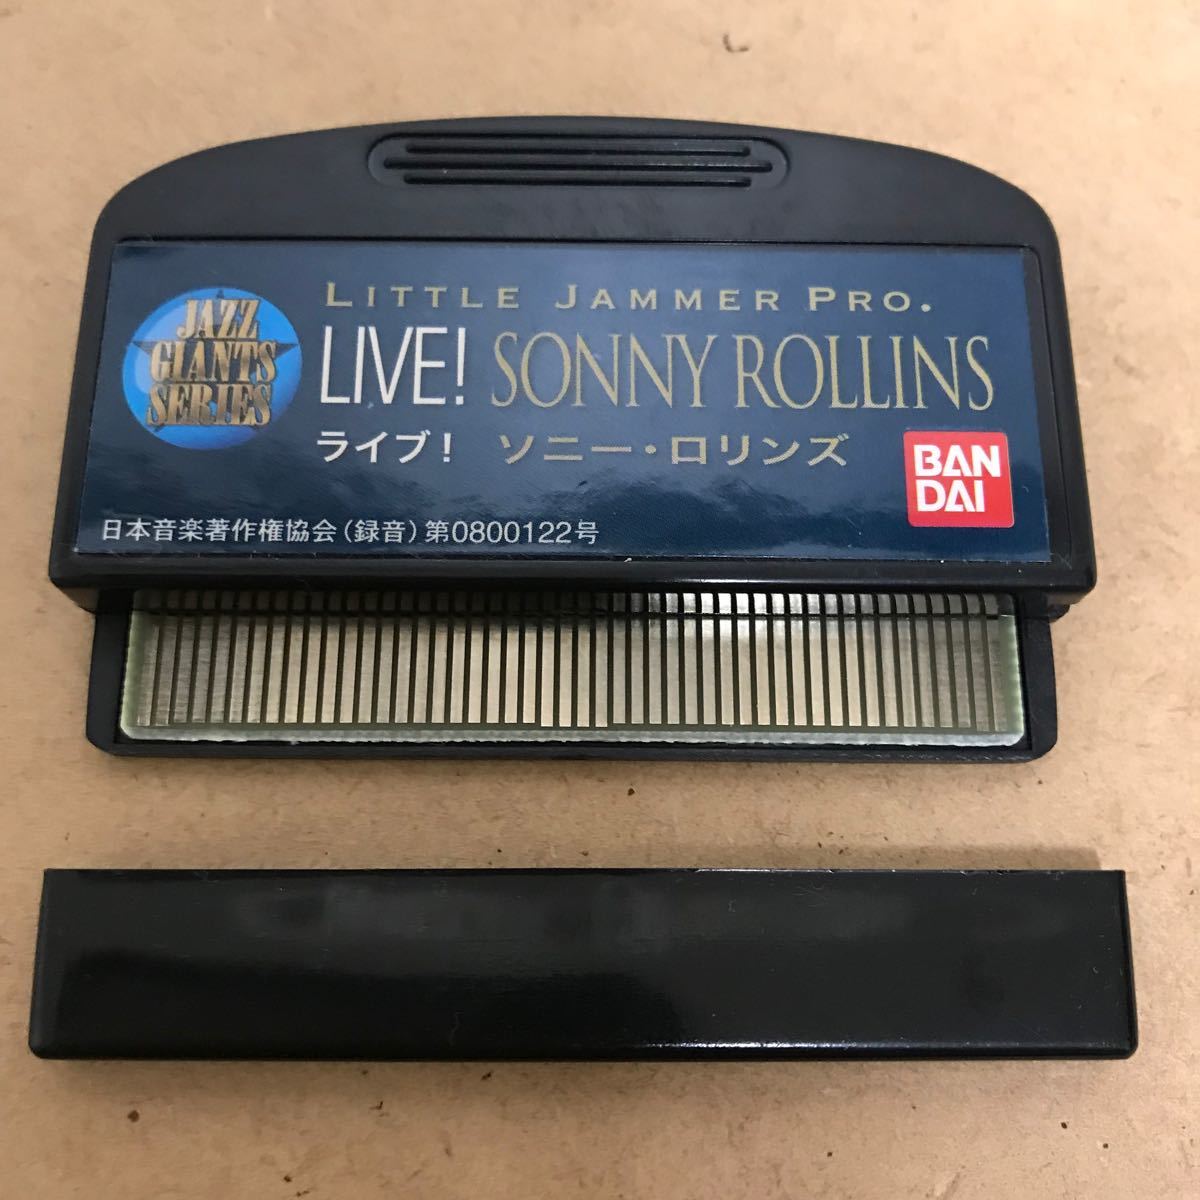 LITTLE JAMMER PRO.
JAZZ
GIANTS
SERIES
LIVE! SONNY ROLLINS
ライブ! ソニー・ロリンズ
BAN
DAI
日本音楽著作権協会(録音)第0800122号